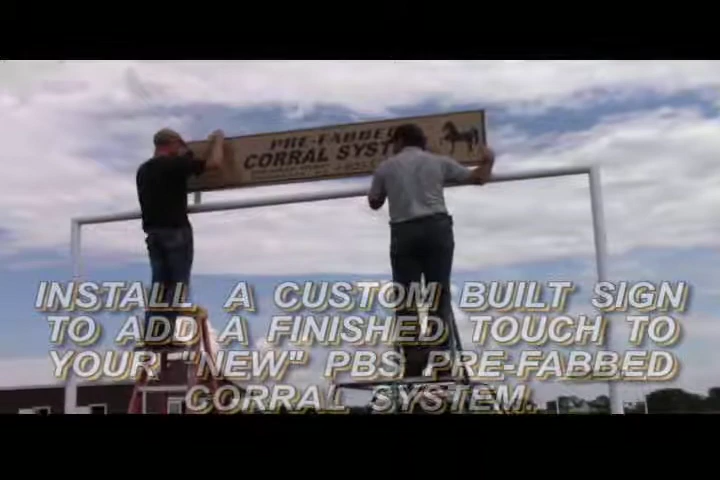 PRE-FABBED
CORRAL SYSTEM
INSTALL A CUSTOM BUILT SIGN
TO ADD A FINISHED TOUCH TO
YOUR "NEW" PBS PRE-FABBED
CORRAL SYSTEM.